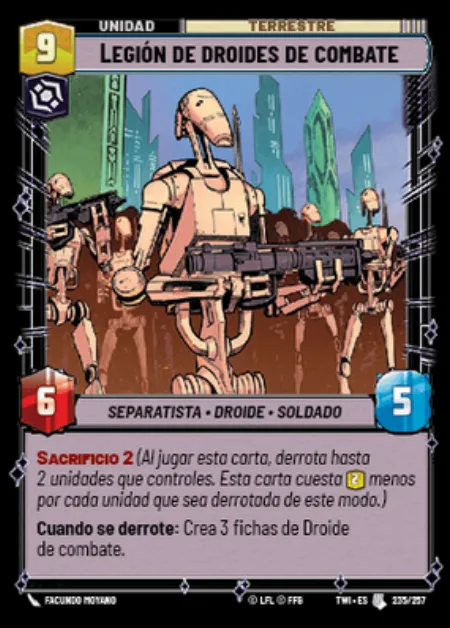 UNIDAD
TERRESTRE
9
LEGIÓN DE DROIDES DE COMBATE
6
SEPARATISTA • DROIDE • SOLDADO
5
SACRIFICIO 2 (Al jugar esta carta, derrota hasta
2 unidades que controles. Esta carta cuesta 2 menos
por cada unidad que sea derrotada de este modo.)
Cuando se derrote: Crea 3 fichas de Droide
de combate.
FACUNDO MOYANO
© LFL ® FFG
TWI • ES
235/257